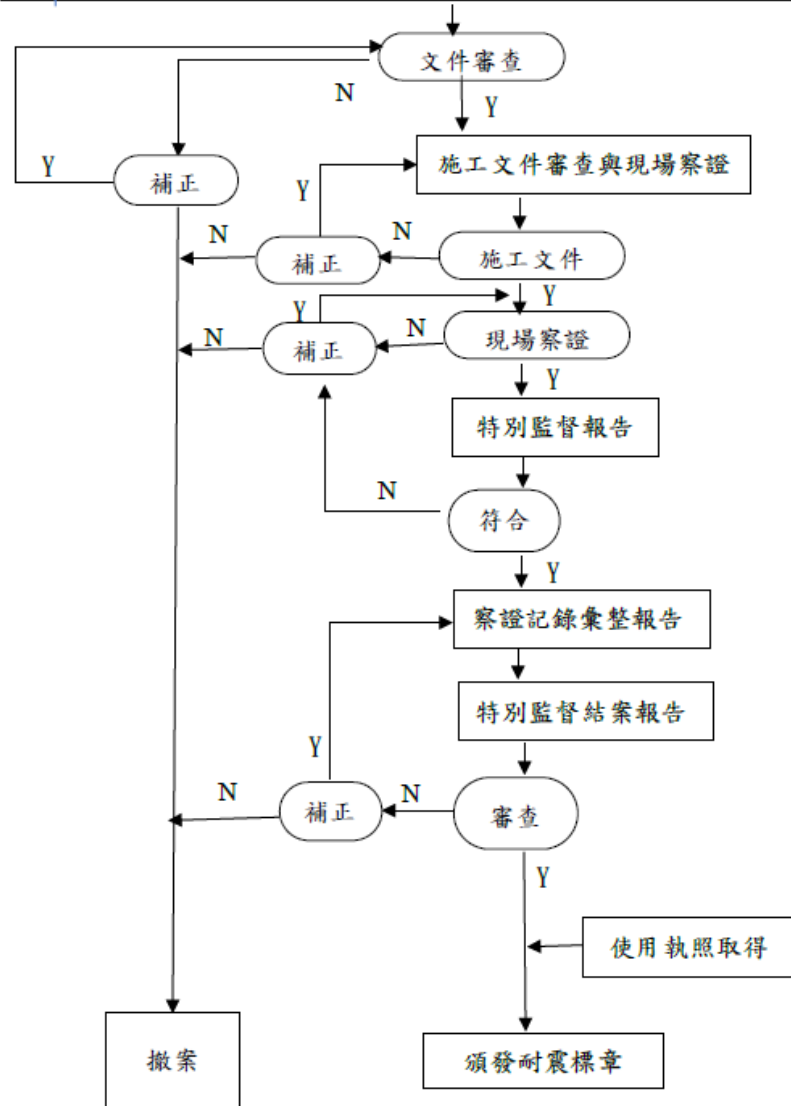 文件審查
N
Y
施工文件審查與現場察證
Y
補正
Y
N
N
補正
施工文件
Y
Y
N
N
補正
現場察證
Y
特別監督報告
N
符合
Y
察證記錄彙整報告
特別監督結案報告
Y
N
N
補正
審查
Y
使用執照取得
撤案
頒發耐震標章